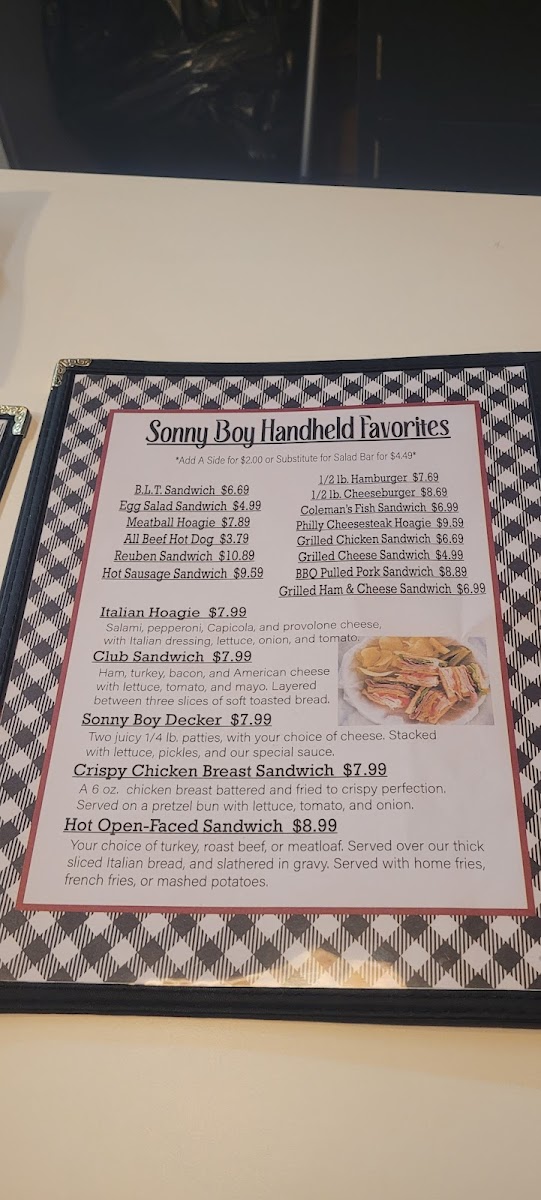 Sonny Boy Handheld Favorites
*Add A Side for $2.00 or Substitute for Salad Bar for $4.49*
B.L.T. Sandwich $6.69
Egg Salad Sandwich $4.99
Meatball Hoagie $7.89
All Beef Hot Dog $3.79
Reuben Sandwich $10.89
Hot Sausage Sandwich $9.59
1/2 lb. Hamburger $7.69
1/2 lb. Cheeseburger $8.69
Coleman's Fish Sandwich $6.99
Philly Cheesesteak Hoagie $9.59
Grilled Chicken Sandwich $6.69
Grilled Cheese Sandwich $4.99
BBQ Pulled Pork Sandwich $8.89
Grilled Ham & Cheese Sandwich $6.99
Italian Hoagie $7.99
Salami, pepperoni, Capicola, and provolone cheese,
with Italian dressing, lettuce, onion, and tomato.
Club Sandwich $7.99
Ham, turkey, bacon, and American cheese
with lettuce, tomato, and mayo. Layered
between three slices of soft toasted bread.
Sonny Boy Decker $7.99
Two juicy 1/4 lb. patties, with your choice of cheese. Stacked
with lettuce, pickles, and our special sauce.
Crispy Chicken Breast Sandwich $7.99
A 6 oz. chicken breast battered and fried to crispy perfection.
Served on a pretzel bun with lettuce, tomato, and onion.
Hot Open-Faced Sandwich $8.99
Your choice of turkey, roast beef, or meatloaf. Served over our thick
sliced Italian bread, and slathered in gravy. Served with home fries,
french fries, or mashed potatoes.